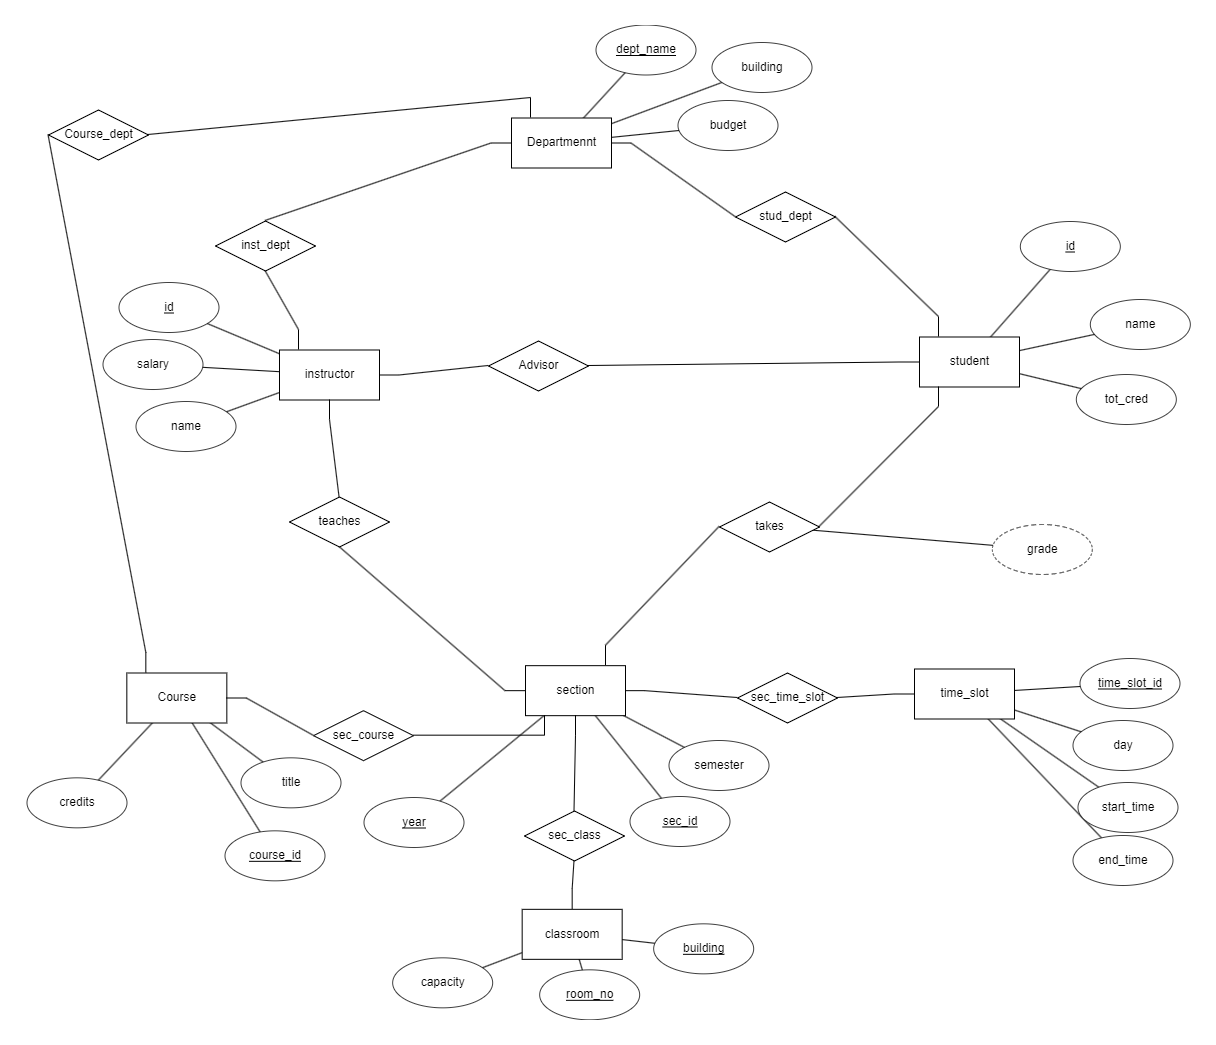 dept_name
building
budget
Course_dept
Departmennt
stud_dept
inst_dept
id
id
name
salary
Advisor
student
instructor
tot_cred
name
teaches
takes
grade
Course
section
sec_time_slot
time_slot
time_slot_id
sec_course
day
semester
title
credits
start_time
year
sec_id
sec_class
course_id
end_time
classroom
building
capacity
room_no